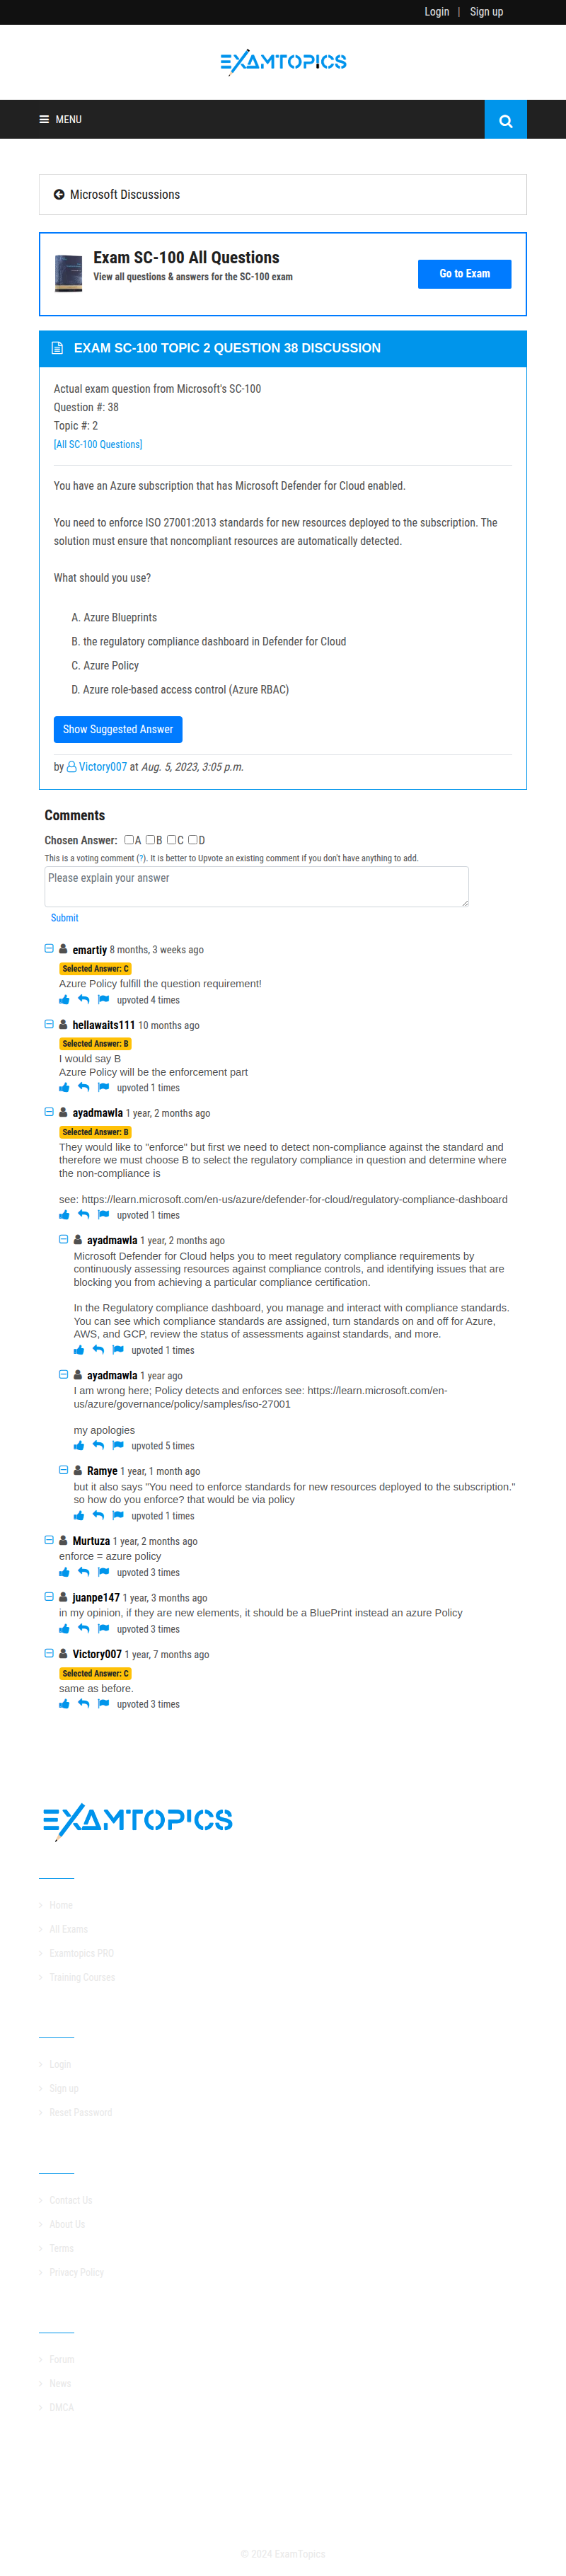 Login | Sign up
EXAMTOPICS
MENU
Microsoft Discussions
Exam SC-100 All Questions
View all questions & answers for the SC-100 exam
Go to Exam
EXAM SC-100 TOPIC 2 QUESTION 38 DISCUSSION
Actual exam question from Microsoft's SC-100
Question #: 38
Topic #: 2
[All SC-100 Questions]
You have an Azure subscription that has Microsoft Defender for Cloud enabled.
You need to enforce ISO 27001:2013 standards for new resources deployed to the subscription. The
solution must ensure that noncompliant resources are automatically detected.
What should you use?
A. Azure Blueprints
B. the regulatory compliance dashboard in Defender for Cloud
C. Azure Policy
D. Azure role-based access control (Azure RBAC)
Show Suggested Answer
by Victory007 at Aug. 5, 2023, 3:05 p.m.
Comments
Chosen Answer: A B C D
This is a voting comment (?). It is better to Upvote an existing comment if you don't have anything to add.
Please explain your answer
Submit
emartiy 8 months, 3 weeks ago
Selected Answer: C
Azure Policy fulfill the question requirement!
upvoted 4 times
hellawaits111 10 months ago
Selected Answer: B
I would say B
Azure Policy will be the enforcement part
upvoted 1 times
ayadmawla 1 year, 2 months ago
Selected Answer: B
They would like to "enforce" but first we need to detect non-compliance against the standard and
therefore we must choose B to select the regulatory compliance in question and determine where
the non-compliance is
see: https://learn.microsoft.com/en-us/azure/defender-for-cloud/regulatory-compliance-dashboard
upvoted 1 times
ayadmawla 1 year, 2 months ago
Microsoft Defender for Cloud helps you to meet regulatory compliance requirements by
continuously assessing resources against compliance controls, and identifying issues that are
blocking you from achieving a particular compliance certification.
In the Regulatory compliance dashboard, you manage and interact with compliance standards.
You can see which compliance standards are assigned, turn standards on and off for Azure,
AWS, and GCP, review the status of assessments against standards, and more.
upvoted 1 times
ayadmawla 1 year ago
I am wrong here; Policy detects and enforces see: https://learn.microsoft.com/en-
us/azure/governance/policy/samples/iso-27001
my apologies
upvoted 5 times
Ramye 1 year, 1 month ago
but it also says "You need to enforce standards for new resources deployed to the subscription."
so how do you enforce? that would be via policy
upvoted 1 times
Murtuza 1 year, 2 months ago
enforce = azure policy
upvoted 3 times
juanpe147 1 year, 3 months ago
in my opinion, if they are new elements, it should be a BluePrint instead an azure Policy
upvoted 3 times
Victory007 1 year, 7 months ago
Selected Answer: C
same as before.
upvoted 3 times
EXAMTOPICS
Home
All Exams
Examtopics PRO
Training Courses
Login
Sign up
Reset Password
Contact Us
About Us
Terms
Privacy Policy
Forum
News
DMCA
© 2024 ExamTopics